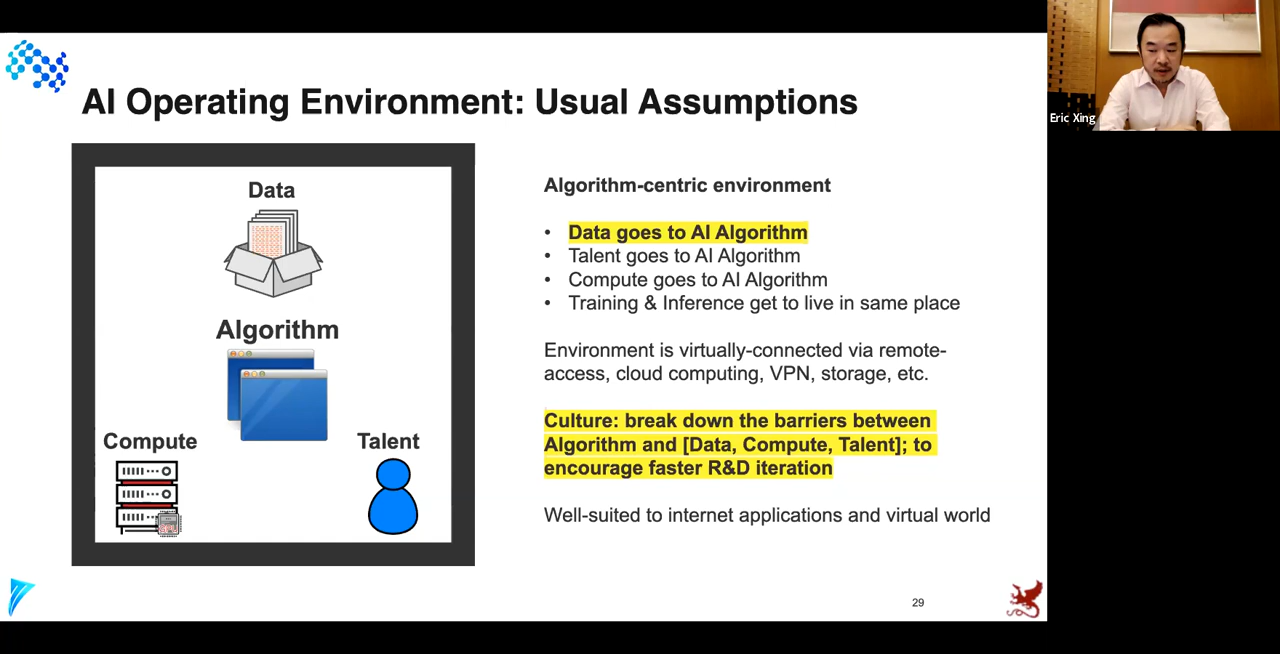 AI Operating Environment: Usual Assumptions
Eric Xing
Data
Algorithm
Compute
Talent
GPU
Algorithm-centric environment
• Data goes to AI Algorithm
• Talent goes to AI Algorithm
• Compute goes to AI Algorithm
• Training & Inference get to live in same place
Environment is virtually-connected via remote-
access, cloud computing, VPN, storage, etc.
Culture: break down the barriers between
Algorithm and [Data, Compute, Talent]; to
encourage faster R&D iteration
Well-suited to internet applications and virtual world
29